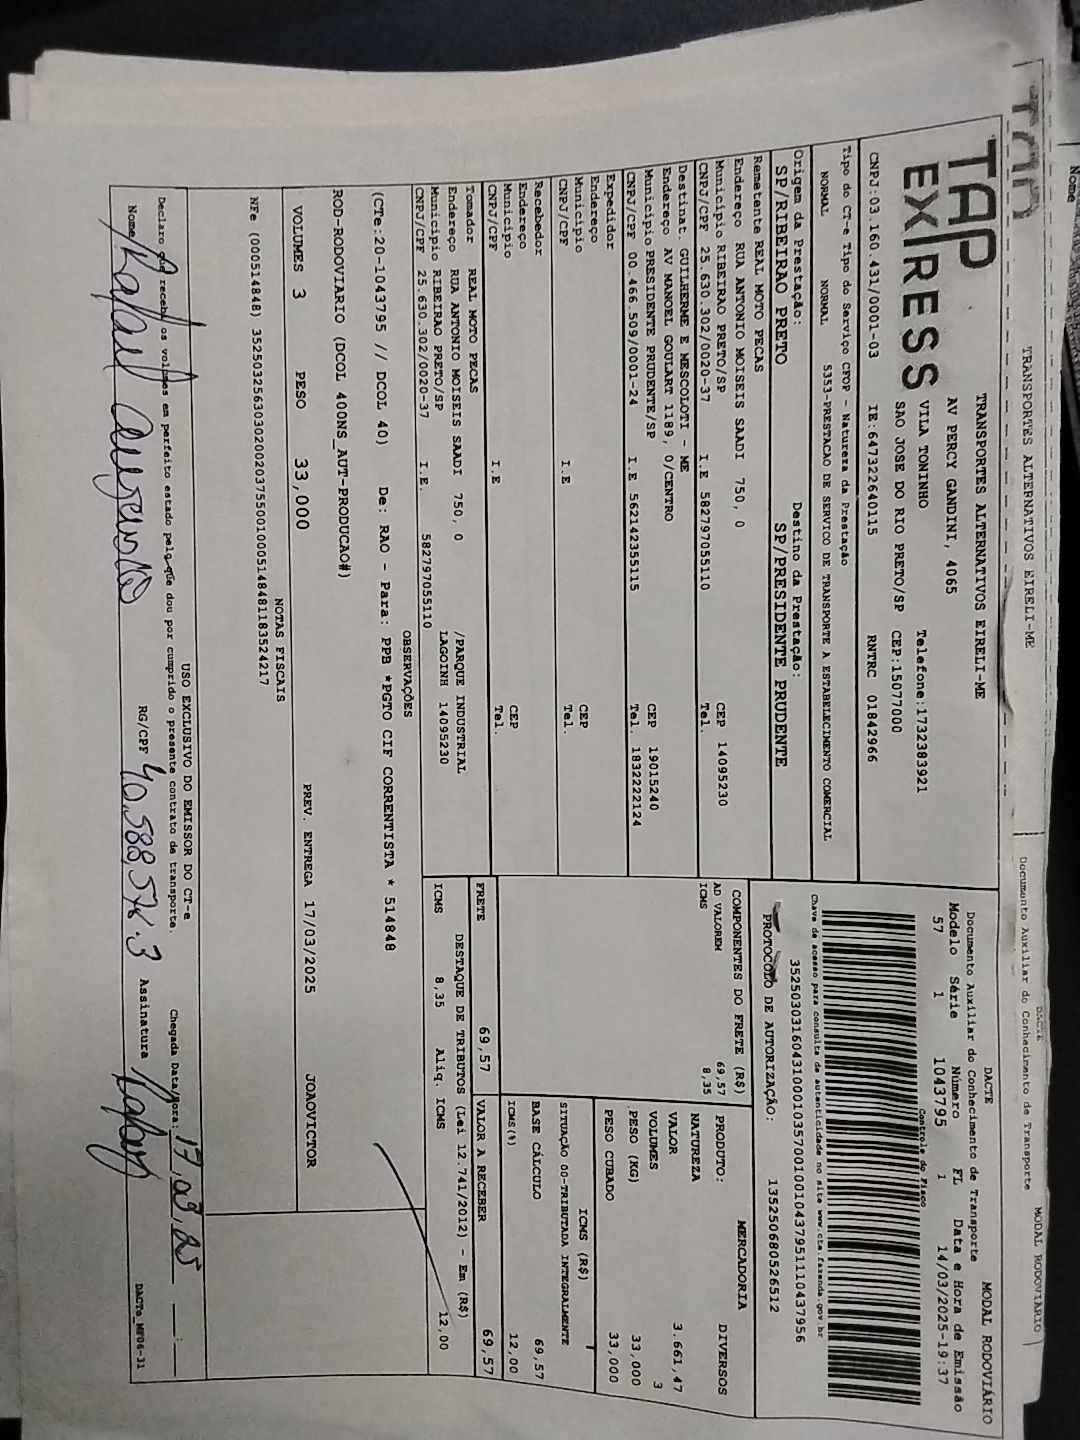 TRANSPORTES ALTERNATIVOS EIRELI-ME
Documento Auxiliar do Conhecimento de Transporte
MODAL RODOVIÁRIO
TAP
EXPRESS
TRANSPORTES ALTERNATIVOS EIRELI-ME
AV PERCY GANDINI, 4065
VILA TONINHO Telefone:1732383921
SAO JOSE DO RIO PRETO/SP CEP:15077000
CNPJ:03.160.431/0001-03 IE:647322640115 RNTRC 01842966
DACTE MODAL RODOVIÁRIO
Documento Auxiliar do Conhecimento de Transporte
Modelo Série Número FL Data e Hora de Emissão
57 1 1043795 1 14/03/2025-19:37
Controle do Fisco
Chave de acesso para consulta de autenticidade no site www.cte.fazenda.gov.br
35250303160431000103570010010437951110437956
PROTOCOLO DE AUTORIZAÇÃO: 135250680526512
Tipo do CT-e Tipo do Serviço CFOP - Natureza da Prestação
NORMAL NORMAL 5353-PRESTACAO DE SERVICO DE TRANSPORTE A ESTABELECIMENTO COMERCIAL
Origem da Prestação: Destino da Prestação:
SP/RIBEIRAO PRETO SP/PRESIDENTE PRUDENTE
Remetente REAL MOTO PECAS
Endereço RUA ANTONIO MOISEIS SAADI 750, 0
Município RIBEIRAO PRETO/SP CEP 14095230
CNPJ/CPF 25.630.302/0020-37 I.E 582797055110 Tel.
Destinat. GUILHERME E MESCOLOTI - ME
Endereço AV MANOEL GOULART 1189, 0/CENTRO
Município PRESIDENTE PRUDENTE/SP CEP 19015240
CNPJ/CPF 00.466.509/0001-24 I.E 562142355115 Tel. 1832222124
Expedidor
Endereço
Município CEP
CNPJ/CPF I.E Tel.
Recebedor
Endereço
Município CEP
CNPJ/CPF I.E Tel.
Tomador REAL MOTO PECAS
Endereço RUA ANTONIO MOISEIS SAADI 750, 0 /PARQUE INDUSTRIAL
Município RIBEIRAO PRETO/SP LAGOINH 14095230
CNPJ/CPF 25.630.302/0020-37 I.E. 582797055110
COMPONENTES DO FRETE (R$)
AD VALOREM 69,57
ICMS 8,35
MERCADORIA
PRODUTO: DIVERSOS
NATUREZA
VALOR 3.661,47
VOLUMES 3
PESO (KG) 33,000
PESO CUBADO 33,000
ICMS (R$)
SITUAÇÃO 00-TRIBUTADA INTEGRALMENTE
BASE CÁLCULO 69,57
ICMS(%) 12,00
FRETE 69,57 VALOR A RECEBER 69,57
DESTAQUE DE TRIBUTOS (Lei 12.741/2012) - Em (R$)
ICMS 8,35 Aliq. ICMS 12,00
OBSERVAÇÕES
(CTe:20-1043795 // DCOL 40) De: RAO - Para: PPB *PGTO CIF CORRENTISTA * 514848
ROD-RODOVIARIO (DCOL 400NS_AUT-PRODUCAO#)
VOLUMES 3 PESO 33,000 PREV. ENTREGA 17/03/2025 JOAOVICTOR
NOTAS FISCAIS
NFe (000514848) 35250325630302002037550010005148481183524217
USO EXCLUSIVO DO EMISSOR DO CT-e
Declaro que recebi os volumes em perfeito estado pelo que dou por cumprido o presente contrato de transporte. Chegada Data/Hora: 17,03,25
Nome Rafael RG/CPF 40.588.576.3 Assinatura Rafael
DACTe_MF06-31